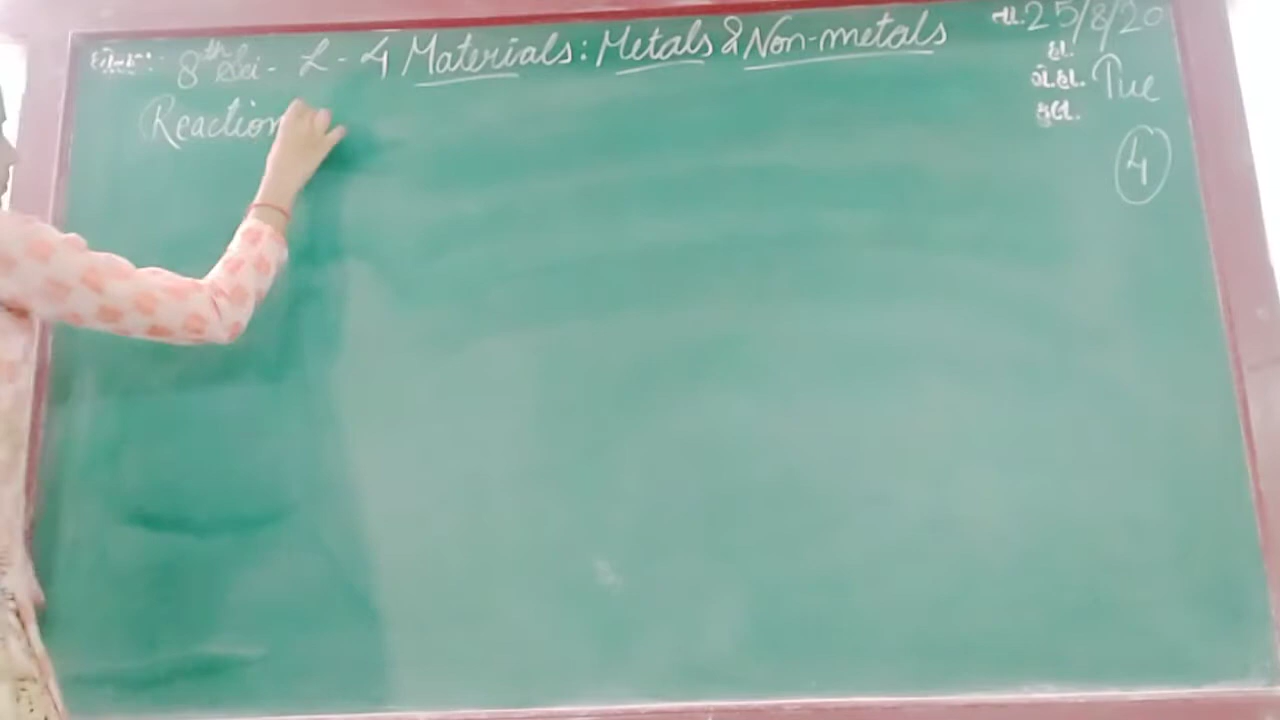 8th Sci - L - 4 Materials: Metals & Non-metals
Reaction
તા. 25/8/20
હા.
ગે.હા. Tue
કુલ.
4